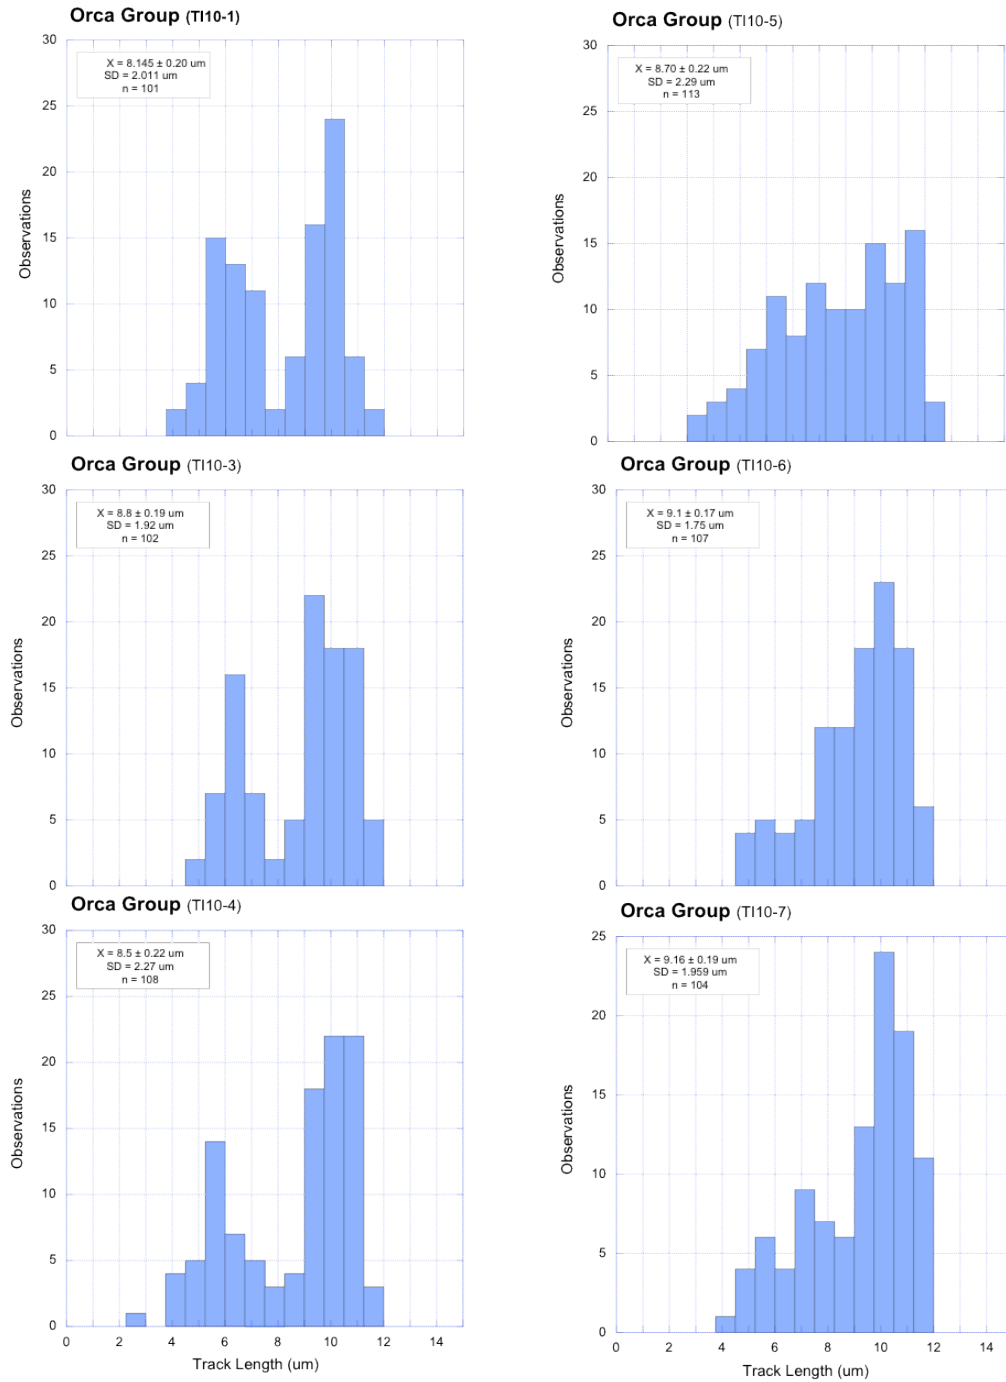 Orca Group (TI10-1)
30
25
20
15
10
5
0
Observations
X = 8.145 ± 0.20 um
SD = 2.011 um
n = 101
Orca Group (TI10-5)
30
25
20
15
10
5
0
Observations
X = 8.70 ± 0.22 um
SD = 2.29 um
n = 113
Orca Group (TI10-3)
30
25
20
15
10
5
0
Observations
X = 8.8 ± 0.19 um
SD = 1.92 um
n = 102
Orca Group (TI10-6)
30
25
20
15
10
5
0
Observations
X = 9.1 ± 0.17 um
SD = 1.75 um
n = 107
Orca Group (TI10-4)
30
25
20
15
10
5
0
Observations
X = 8.5 ± 0.22 um
SD = 2.27 um
n = 108
0 2 4 6 8 10 12 14
Track Length (um)
Orca Group (TI10-7)
25
20
15
10
5
0
Observations
X = 9.16 ± 0.19 um
SD = 1.959 um
n = 104
0 2 4 6 8 10 12 14
Track Length (um)